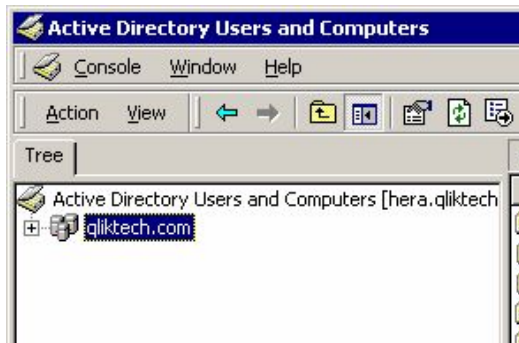 Active Directory Users and Computers
Console Window Help
Action View
Tree
Active Directory Users and Computers [hera.qliktech
qliktech.com